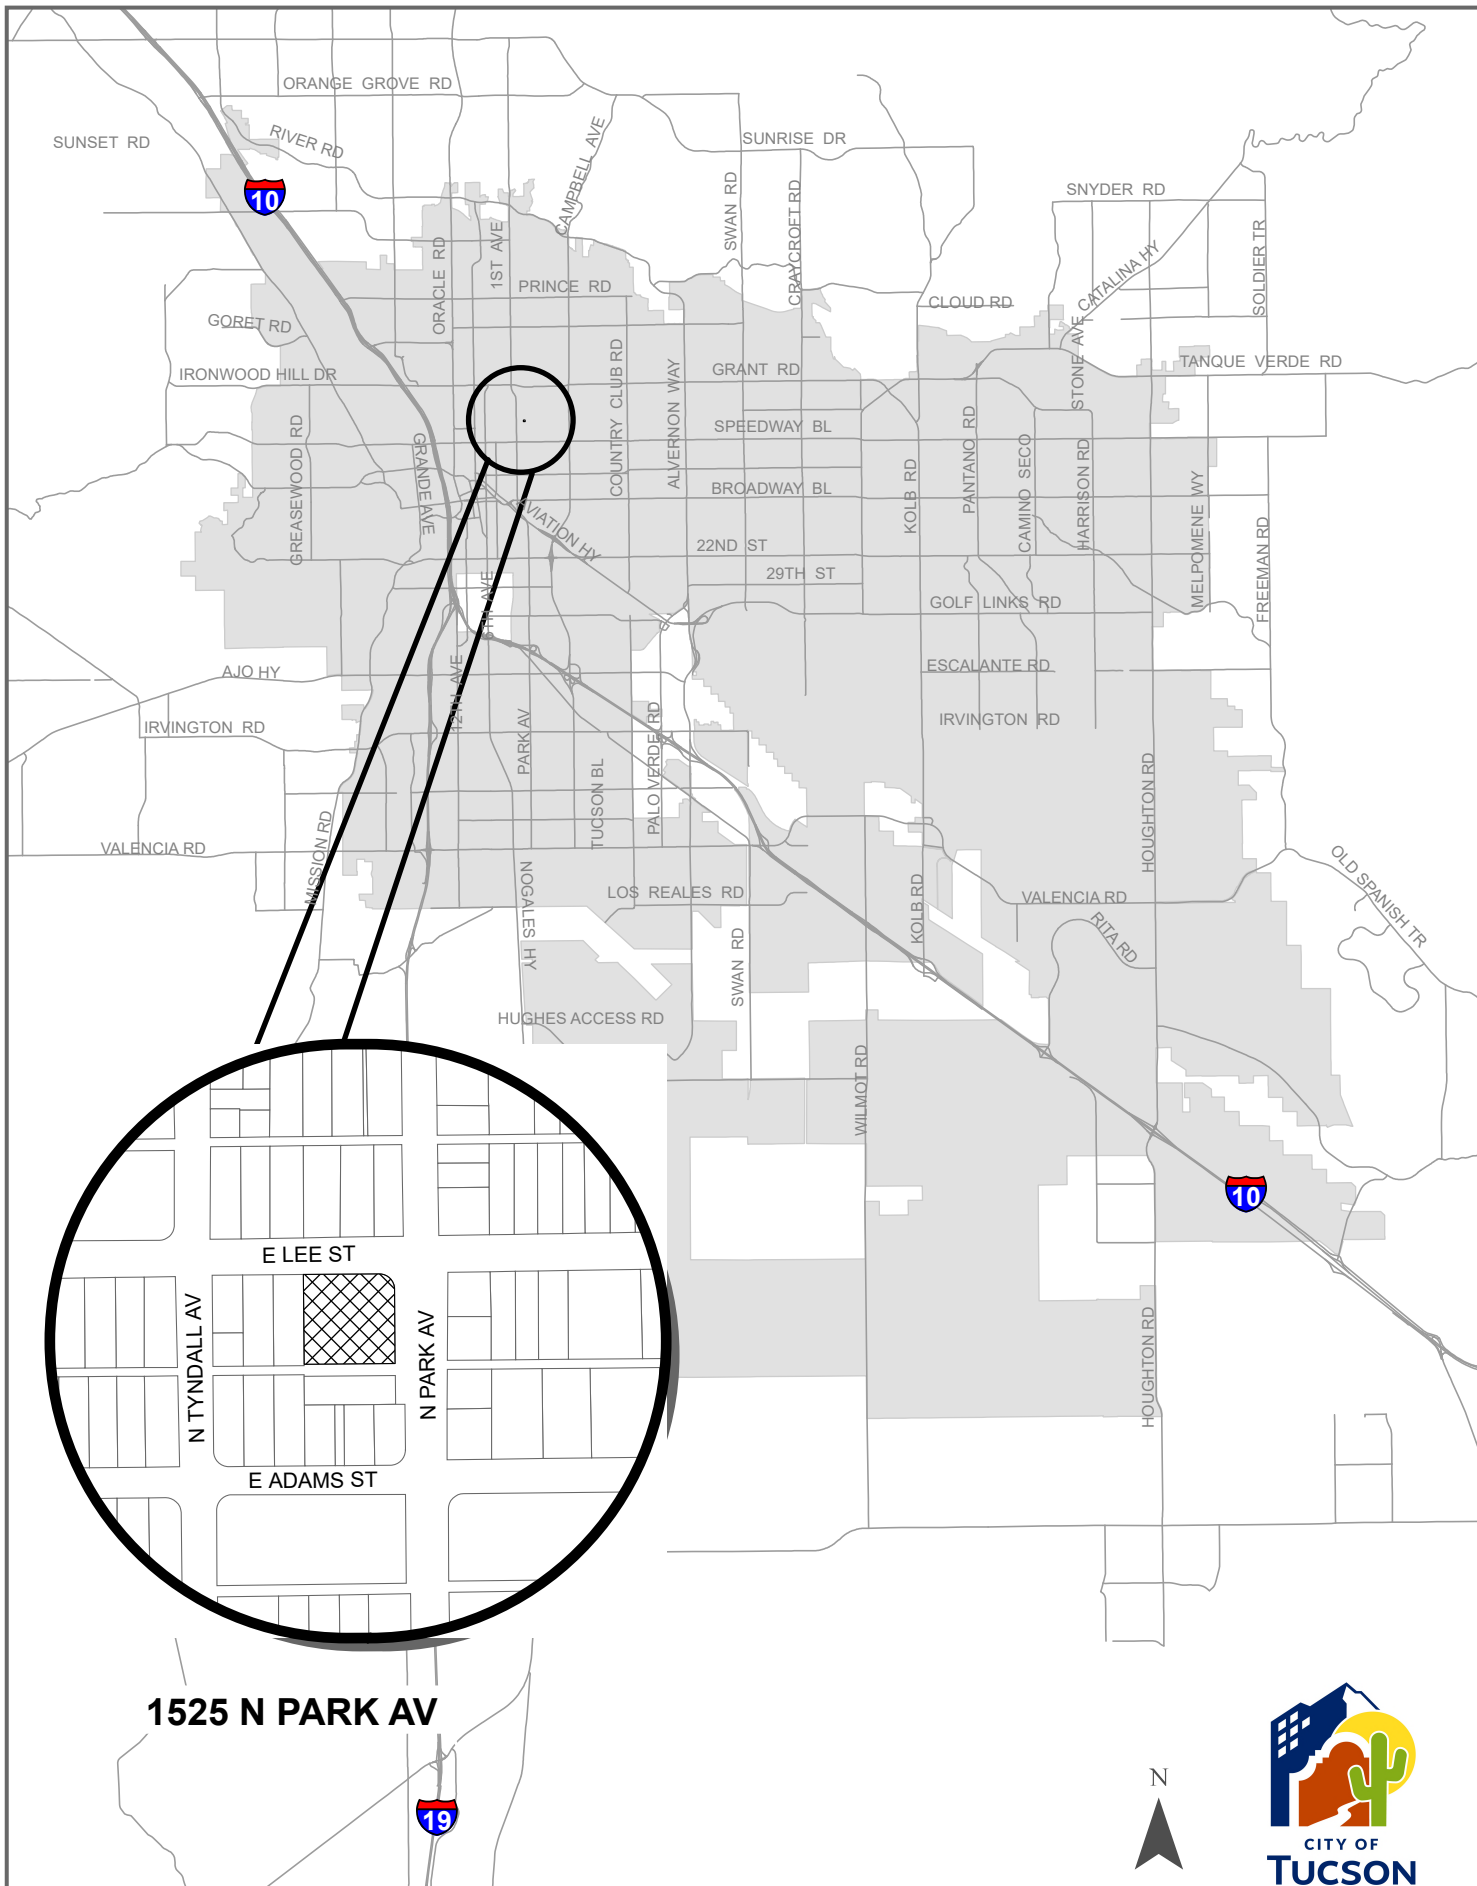 ORANGE GROVE RD
SUNSET RD
RIVER RD
CAMPBELL AVE
SUNRISE DR
10
SWAN RD
CRAYCROFT RD
SNYDER RD
ORACLE RD
1ST AVE
CATALINA HY
SOLDIER TR
PRINCE RD
CLOUD RD
GORET RD
STONE AVE
IRONWOOD HILL DR
COUNTRY CLUB RD
ALVERNON WAY
GRANT RD
TANQUE VERDE RD
GREASEWOOD RD
GRANDE AVE
SPEEDWAY BL
PANTANO RD
CAMINO SECO
HARRISON RD
KOLB RD
BROADWAY BL
MELPOMENE WY
FREEMAN RD
AVIATION HY
22ND ST
29TH ST
GOLF LINKS RD
6TH AVE
12TH AVE
AJO HY
ESCALANTE RD
IRVINGTON RD
PARK AV
PALO VERDE RD
IRVINGTON RD
TUCSON BL
HOUGHTON RD
MISSION RD
VALENCIA RD
NOGALES HY
LOS REALES RD
SWAN RD
KOLB RD
VALENCIA RD
RITA RD
OLD SPANISH TR
HUGHES ACCESS RD
WILMOT RD
10
HOUGHTON RD
E LEE ST
N TYNDALL AV
N PARK AV
E ADAMS ST
1525 N PARK AV
19
N
CITY OF
TUCSON